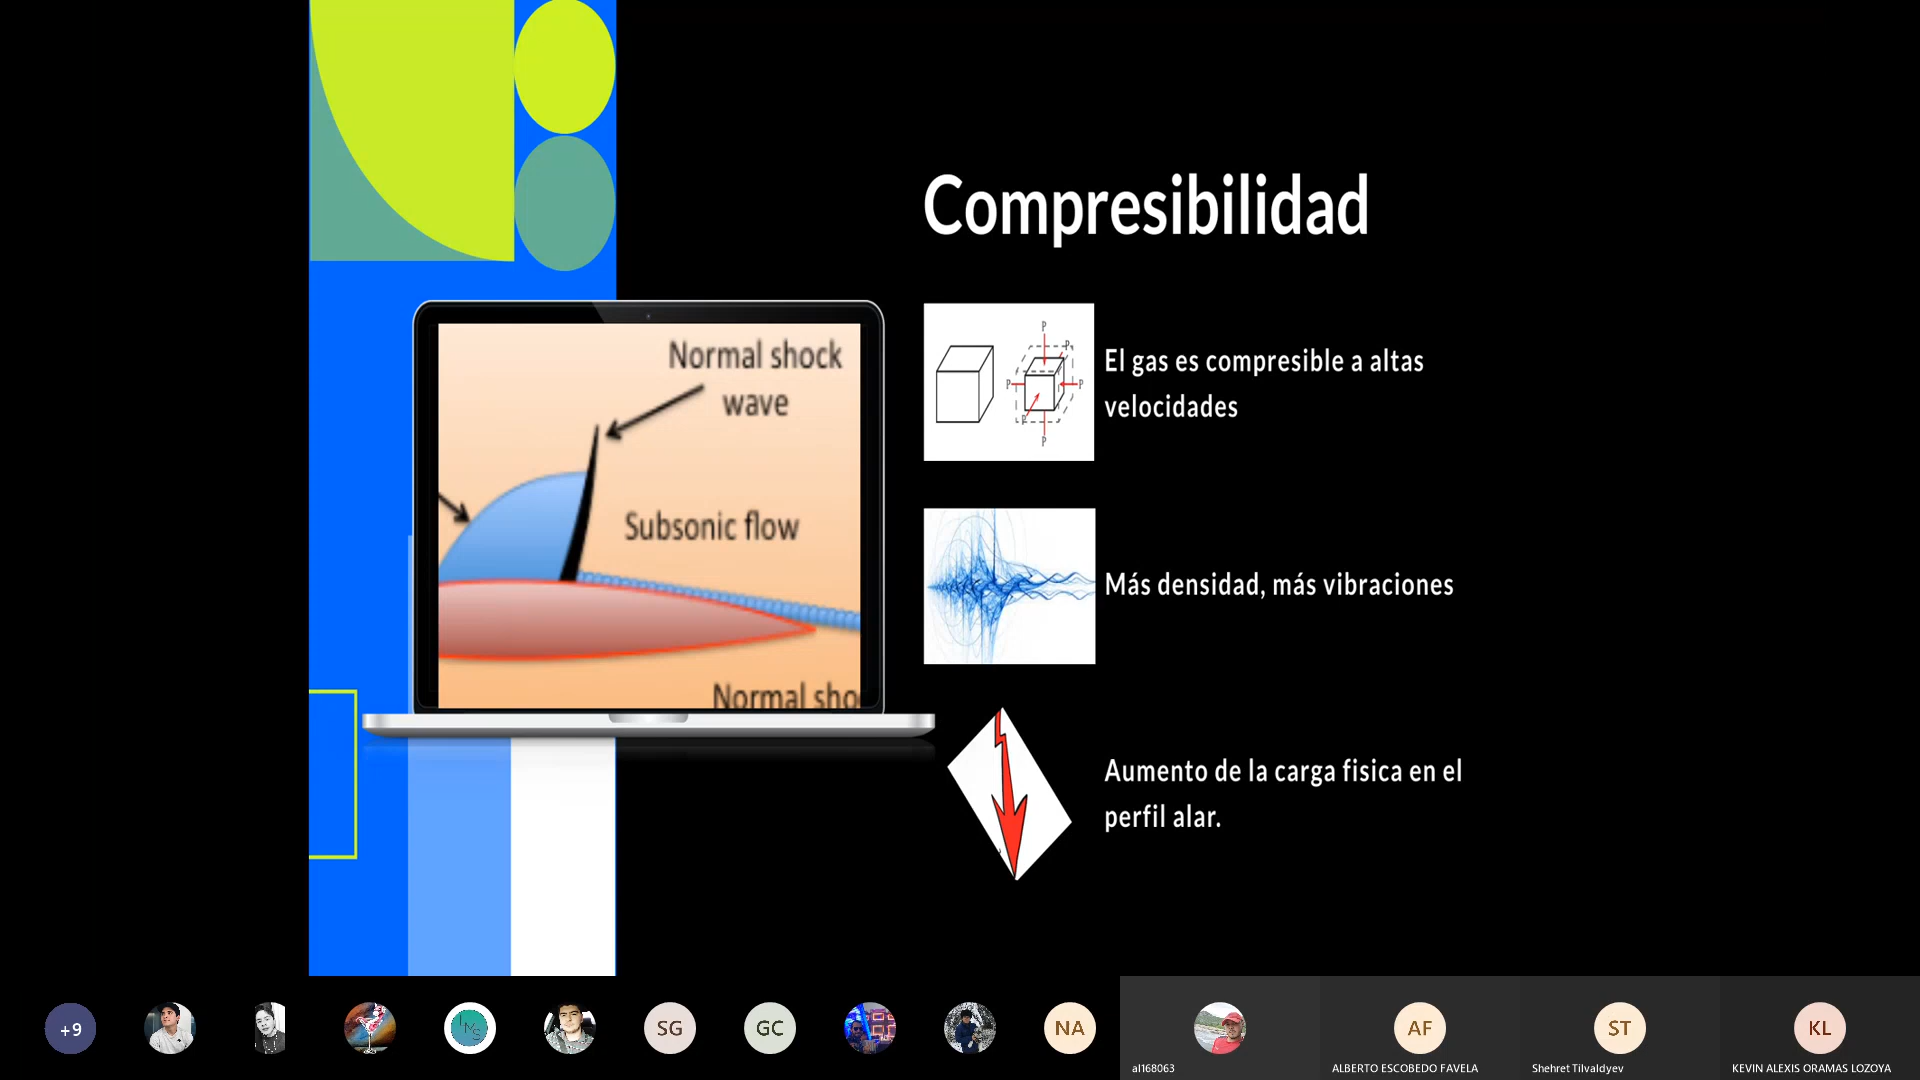 Compresibilidad
Normal shock
wave
Subsonic flow
Normal sho
P
P
P
P
P
P
El gas es compresible a altas
velocidades
Más densidad, más vibraciones
Aumento de la carga fisica en el
perfil alar.
+9
SG
GC
NA
al168063
AF
ALBERTO ESCOBEDO FAVELA
ST
Shehret Tilvaldyev
KL
KEVIN ALEXIS ORAMAS LOZOYA